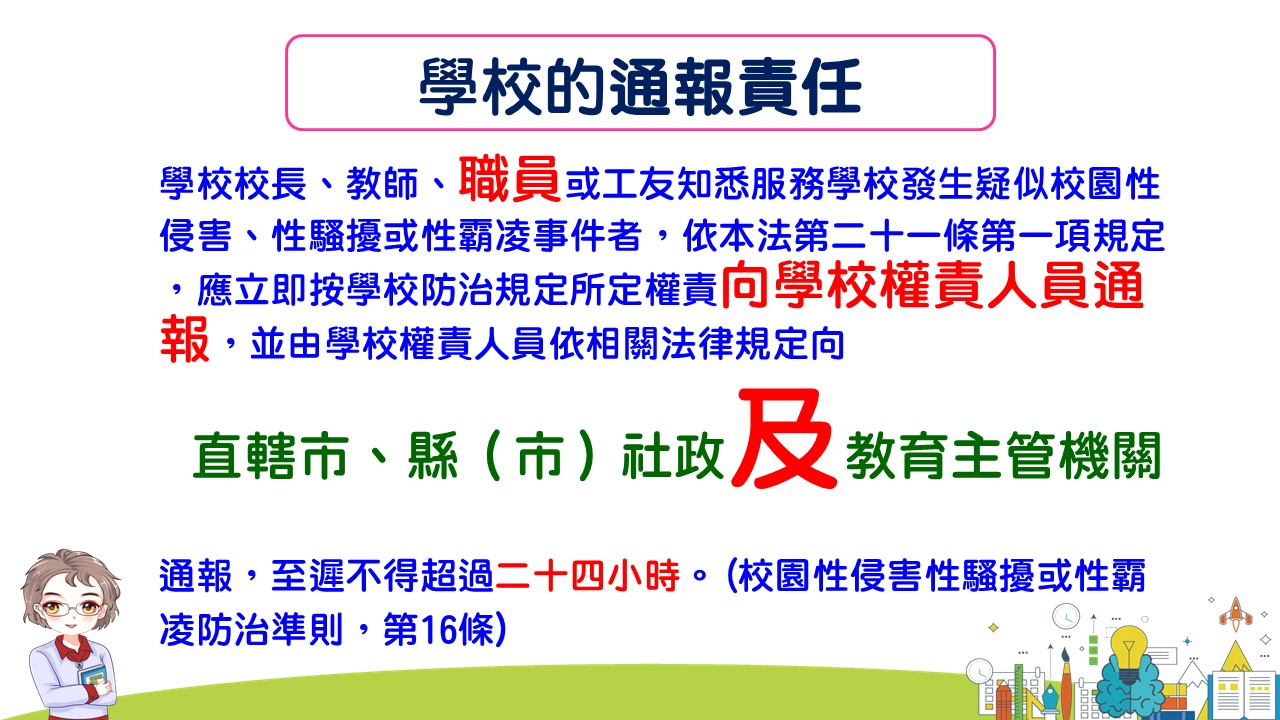 學校的通報責任
學校校長、教師、職員或工友知悉服務學校發生疑似校園性
侵害、性騷擾或性霸凌事件者，依本法第二十一條第一項規定
，應立即按學校防治規定所定權責向學校權責人員通
報，並由學校權責人員依相關法律規定向
直轄市、縣（市）社政及教育主管機關
通報，至遲不得超過二十四小時。(校園性侵害性騷擾或性霸
凌防治準則，第16條)